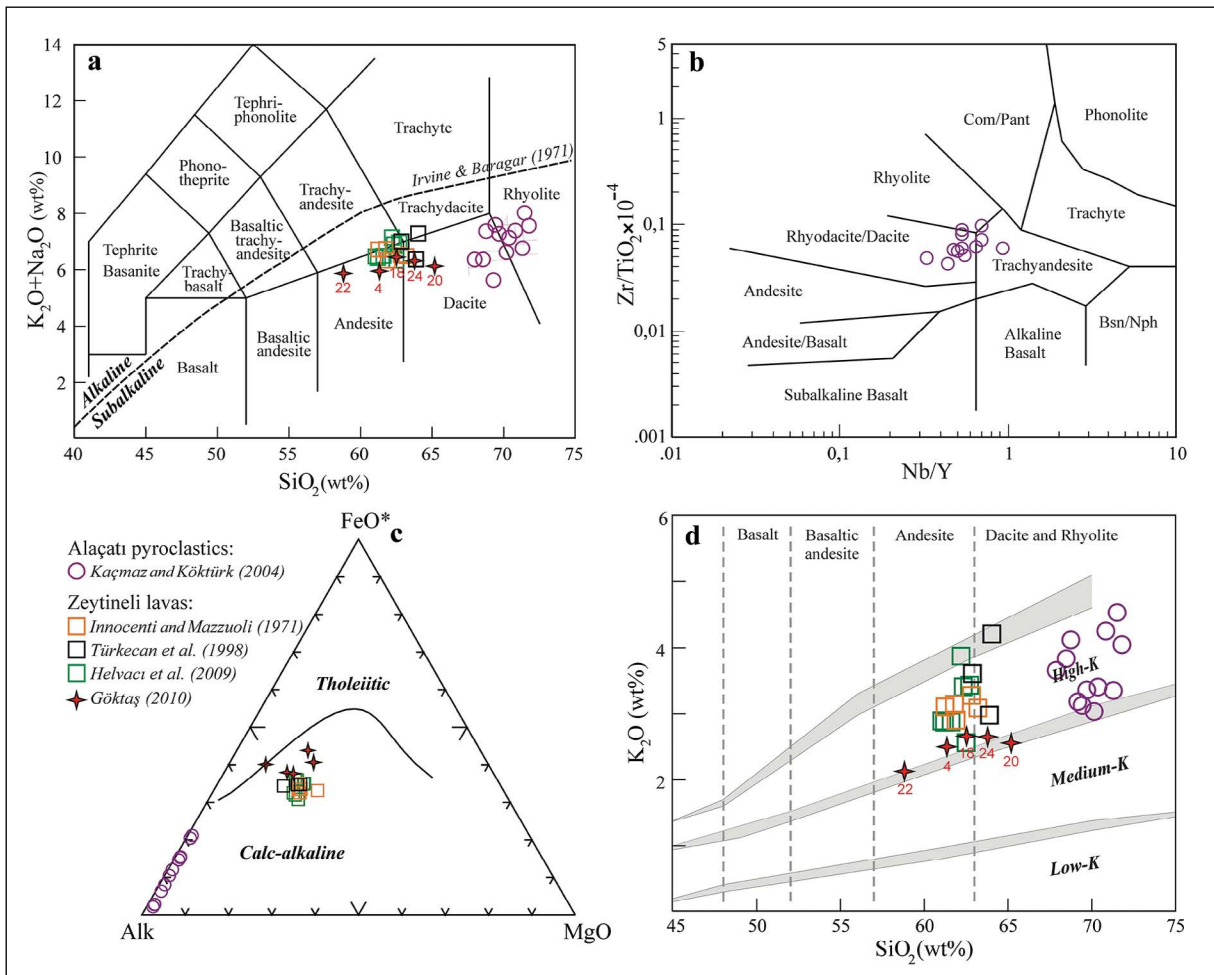 a
K₂O+Na₂O (wt%)
14
12
10
8
6
4
2
40
45
50
55
60
65
70
75
SiO₂(wt%)
Tephri-
phonolite
Phono-
theprite
Tephrite
Basanite
Trachy-
basalt
Basaltic
trachy-
andesite
Trachy-
andesite
Trachyte
Irvine & Baragar (1971)
Trachydacite
Rhyolite
Dacite
Andesite
Basaltic
andesite
Basalt
Alkaline
Subalkaline
22
4
18
24
20
b
Zr/TiO₂×10⁻⁴
5
1
0,10
0,01
.001
.01
0,1
1
10
Nb/Y
Com/Pant
Phonolite
Rhyolite
Trachyte
Rhyodacite/Dacite
Trachyandesite
Andesite
Andesite/Basalt
Alkaline
Basalt
Bsn/Nph
Subalkaline Basalt
FeO*
c
Alaçatı pyroclastics:
Kaçmaz and Köktürk (2004)
Zeytineli lavas:
Innocenti and Mazzuoli (1971)
Türkecan et al. (1998)
Helvacı et al. (2009)
Göktaş (2010)
Tholeiitic
Calc-alkaline
Alk
MgO
d
K₂O (wt%)
6
4
2
0
45
50
55
60
65
70
75
SiO₂(wt%)
Basalt
Basaltic
andesite
Andesite
Dacite and Rhyolite
High-K
Medium-K
Low-K
22
4
18
24
20